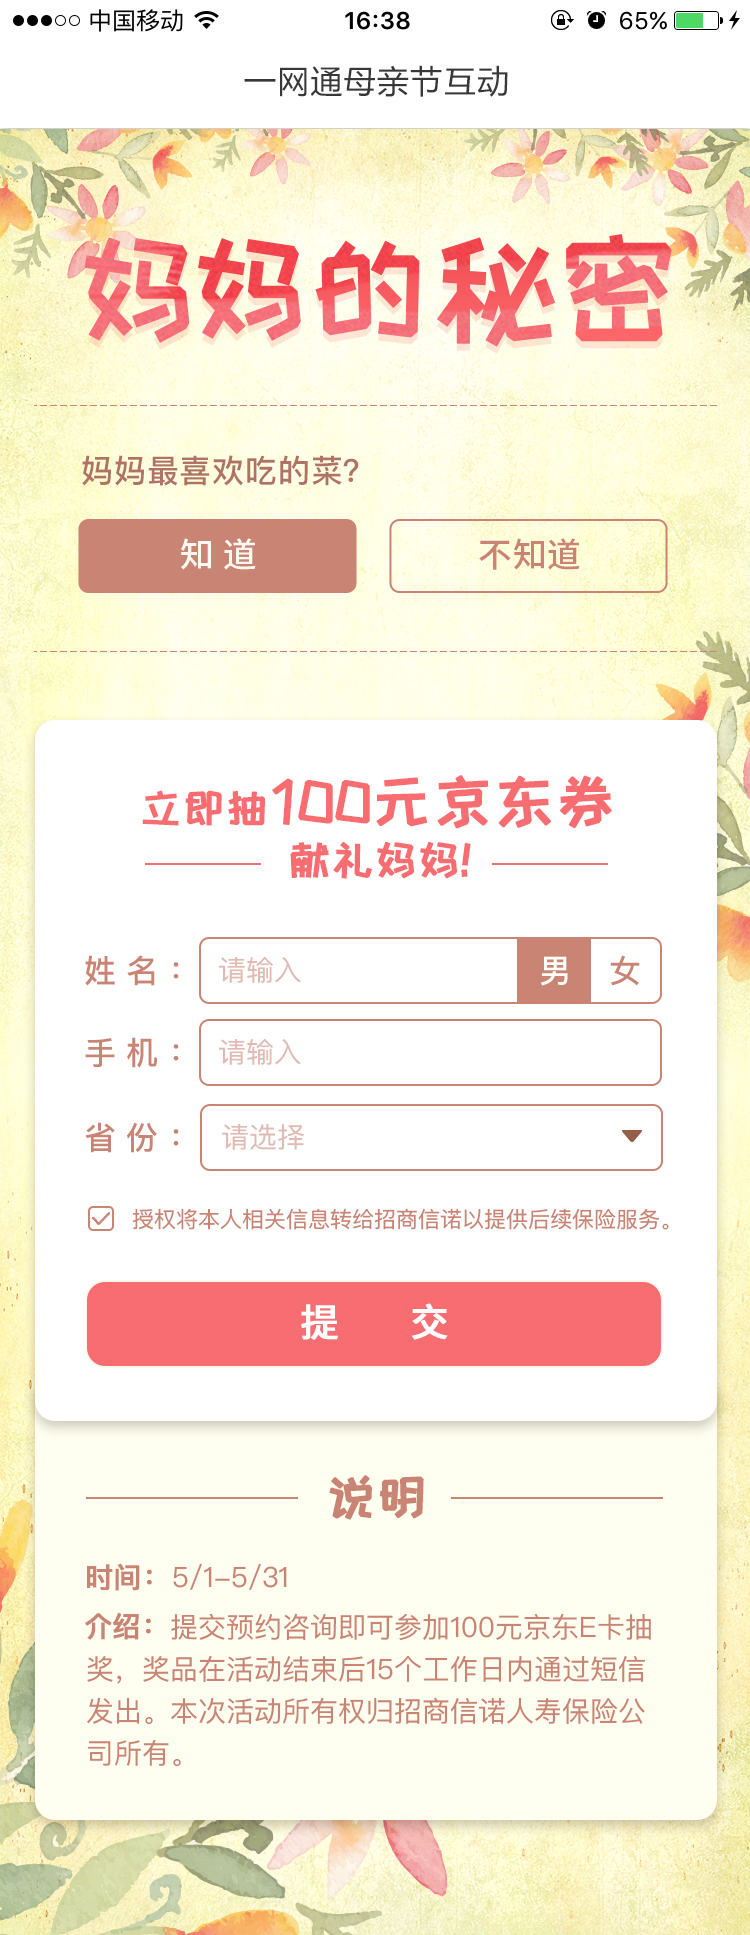 中国移动 16:38 65%
一网通母亲节互动
妈妈的秘密
妈妈最喜欢吃的菜?
知道 不知道
立即抽100元京东券
献礼妈妈!
姓名： 请输入 男 女
手机： 请输入
省份： 请选择
授权将本人相关信息转给招商信诺以提供后续保险服务。
提 交
说明
时间：5/1-5/31
介绍：提交预约咨询即可参加100元京东E卡抽
奖，奖品在活动结束后15个工作日内通过短信
发出。本次活动所有权归招商信诺人寿保险公
司所有。